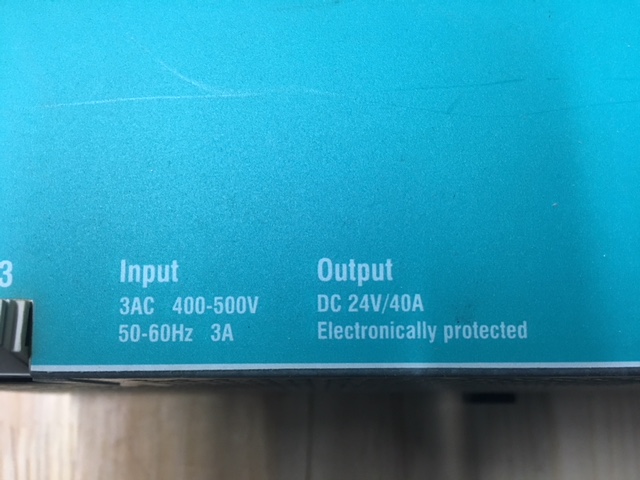 3
Input
3AC 400-500V
50-60Hz 3A
Output
DC 24V/40A
Electronically protected